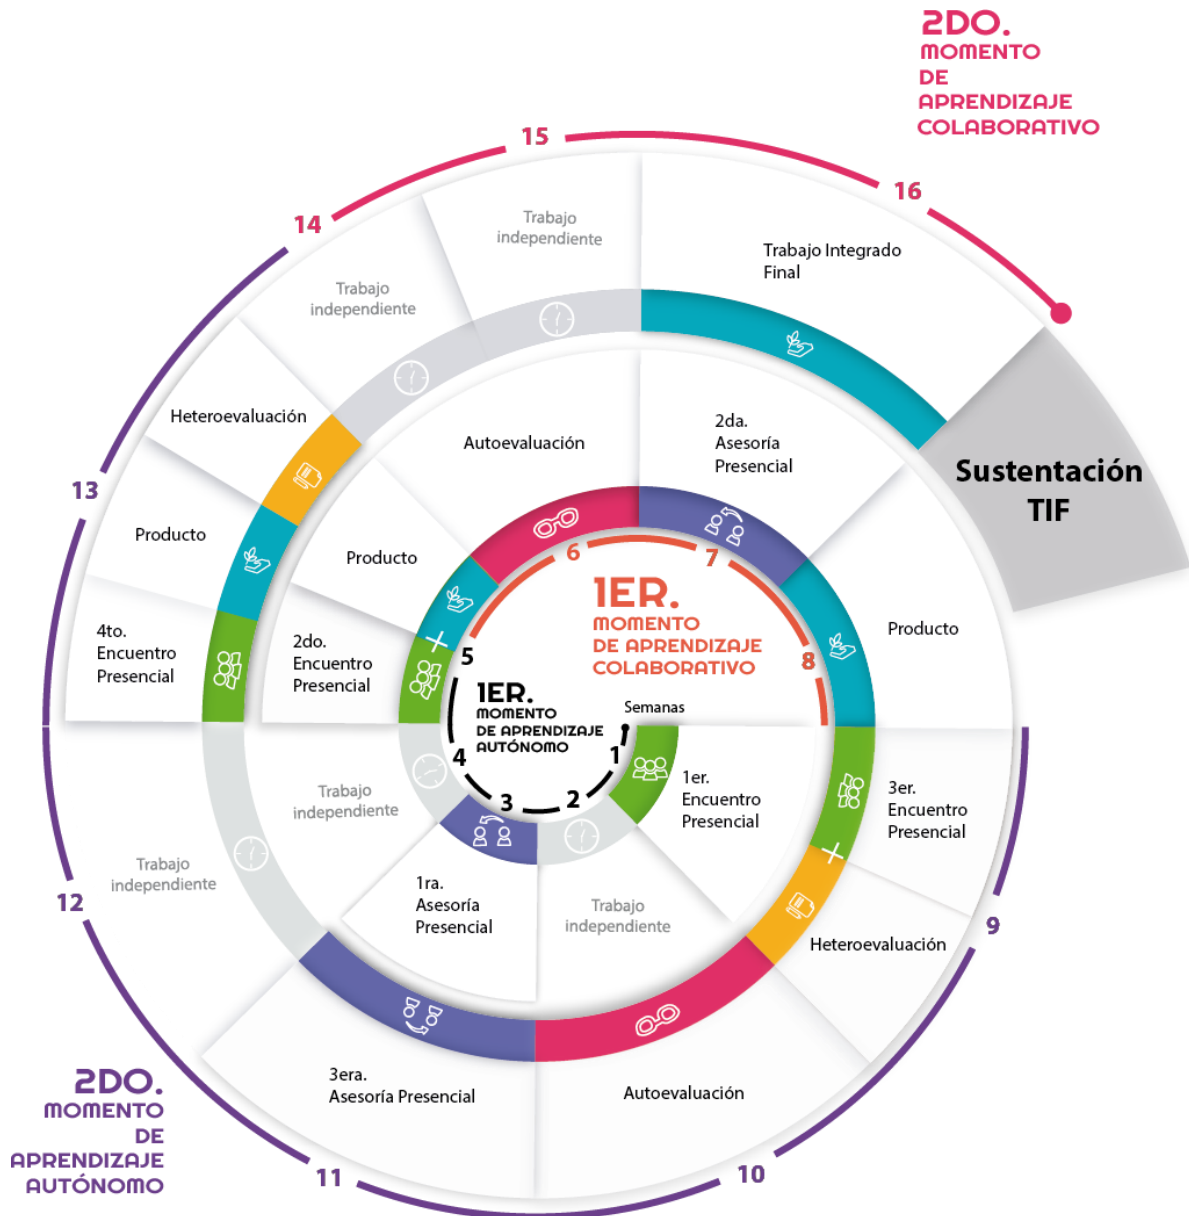 2DO.
MOMENTO
DE
APRENDIZAJE
COLABORATIVO
15
16
14
Trabajo
independiente
Trabajo Integrado
Final
Trabajo
independiente
Heteroevaluación
Autoevaluación
2da.
Asesoría
Presencial
Sustentación
TIF
13
Producto
Producto
6
7
1ER.
MOMENTO
DE APRENDIZAJE
COLABORATIVO
Producto
4to.
Encuentro
Presencial
2do.
Encuentro
Presencial
5
8
1ER.
MOMENTO
DE APRENDIZAJE
AUTÓNOMO
Semanas
4
1
3
2
1er.
Encuentro
Presencial
3er.
Encuentro
Presencial
Trabajo
independiente
Trabajo
independiente
12
1ra.
Asesoría
Presencial
Trabajo
independiente
9
Heteroevaluación
3era.
Asesoría Presencial
Autoevaluación
2DO.
MOMENTO
DE
APRENDIZAJE
AUTÓNOMO
11
10